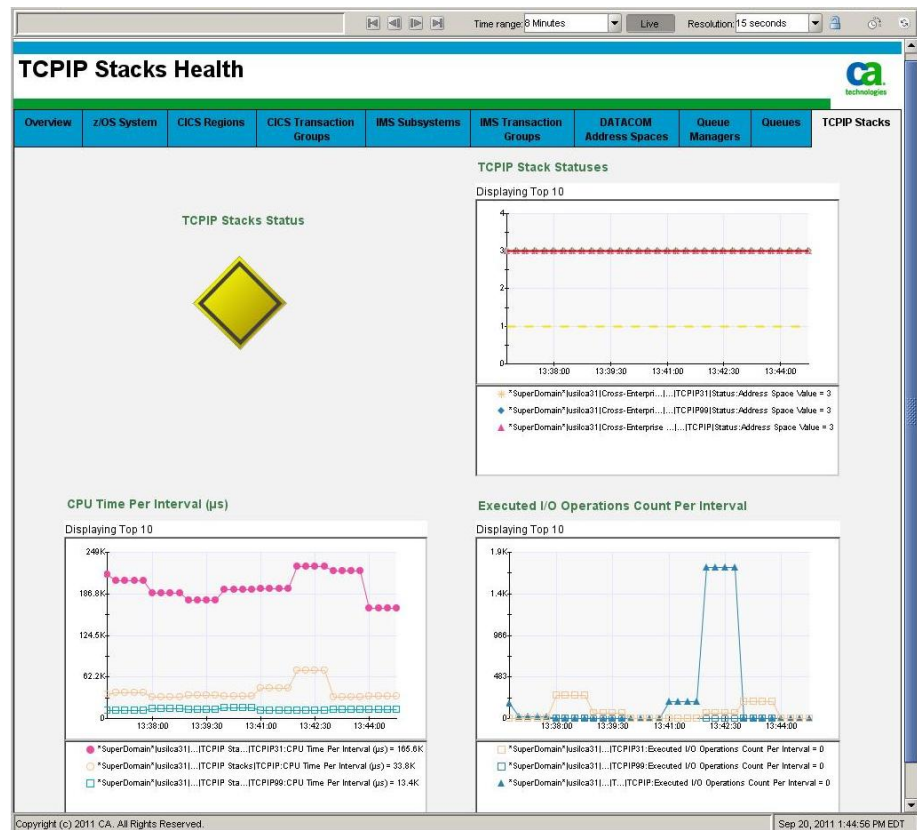 Time range: 8 Minutes Live Resolution: 15 seconds
TCPIP Stacks Health
ca technologies
Overview z/OS System CICS Regions CICS Transaction Groups IMS Subsystems IMS Transaction Groups DATACOM Address Spaces Queue Managers Queues TCPIP Stacks
TCPIP Stacks Status
TCPIP Stack Statuses
Displaying Top 10
4
3
2
1
0
13:38:00 13:39:30 13:41:00 13:42:30 13:44:00
*SuperDomain*|usilca31|Cross-Enterpri...|...|TCPIP31|Status:Address Space Value = 3
*SuperDomain*|usilca31|Cross-Enterpri...|...|TCPIP99|Status:Address Space Value = 3
*SuperDomain*|usilca31|Cross-Enterprise ...|...|TCPIP|Status:Address Space Value = 3
CPU Time Per Interval (µs)
Displaying Top 10
249K
186.8K
124.5K
62.2K
0
13:38:00 13:39:30 13:41:00 13:42:30 13:44:00
*SuperDomain*|usilca31|...|TCPIP Sta...|TCPIP31:CPU Time Per Interval (µs) = 165.6K
*SuperDomain*|usilca31|...|TCPIP Stacks|TCPIP:CPU Time Per Interval (µs) = 33.8K
*SuperDomain*|usilca31|...|TCPIP Sta...|TCPIP99:CPU Time Per Interval (µs) = 13.4K
Executed I/O Operations Count Per Interval
Displaying Top 10
1.9K
1.4K
966
483
0
13:38:00 13:39:30 13:41:00 13:42:30 13:44:00
*SuperDomain*|usilca31|...|TCPIP31:Executed I/O Operations Count Per Interval = 0
*SuperDomain*|usilca31|...|TCPIP99:Executed I/O Operations Count Per Interval = 0
*SuperDomain*|usilca31|...|T...|TCPIP:Executed I/O Operations Count Per Interval = 0
Copyright (c) 2011 CA. All Rights Reserved.
Sep 20, 2011 1:44:56 PM EDT